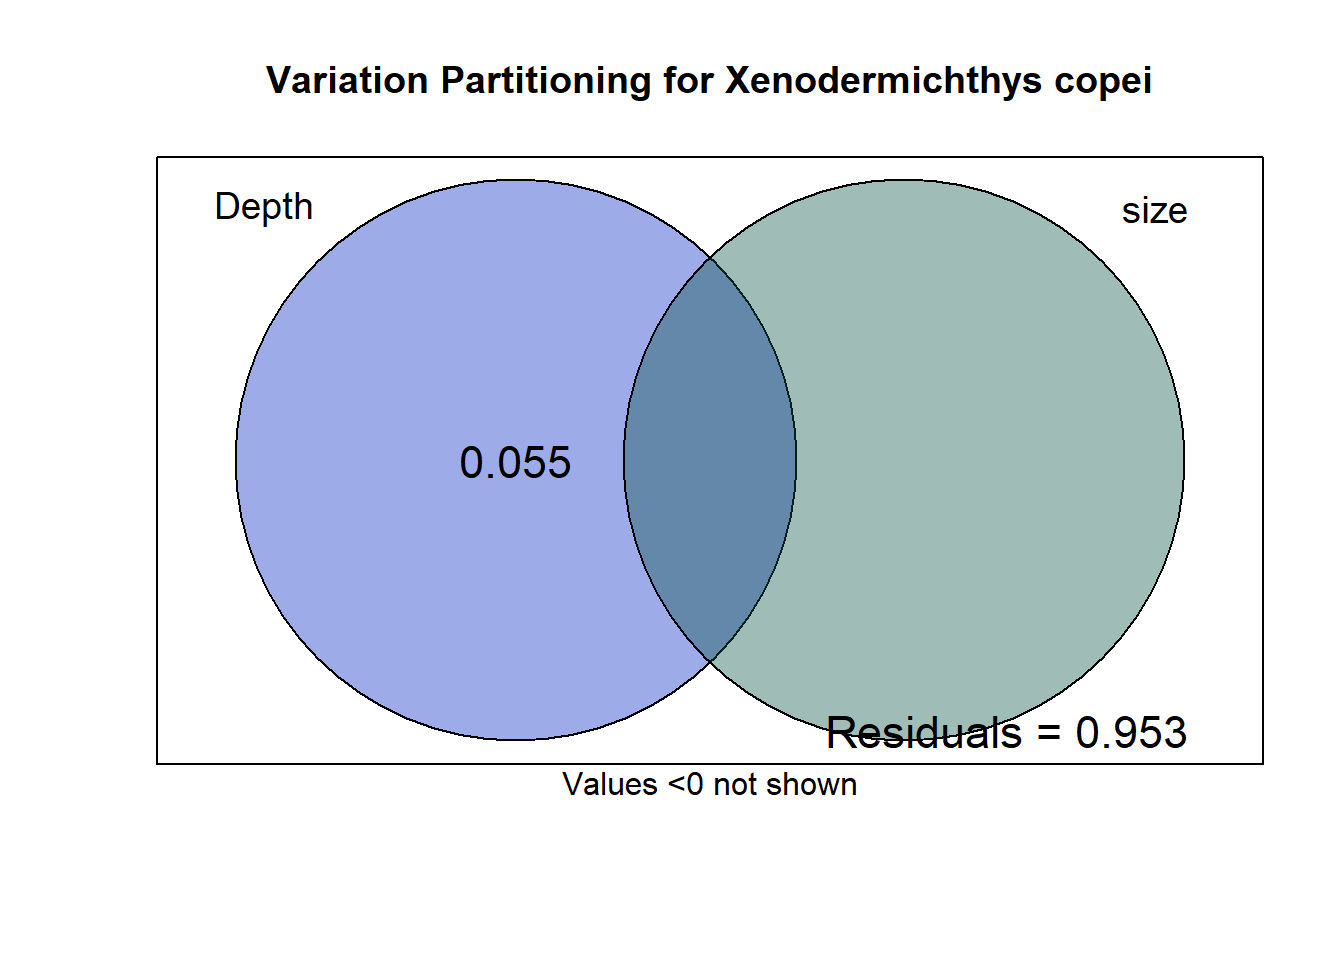 Variation Partitioning for Xenodermichthys copei
Depth
size
0.055
Residuals = 0.953
Values <0 not shown